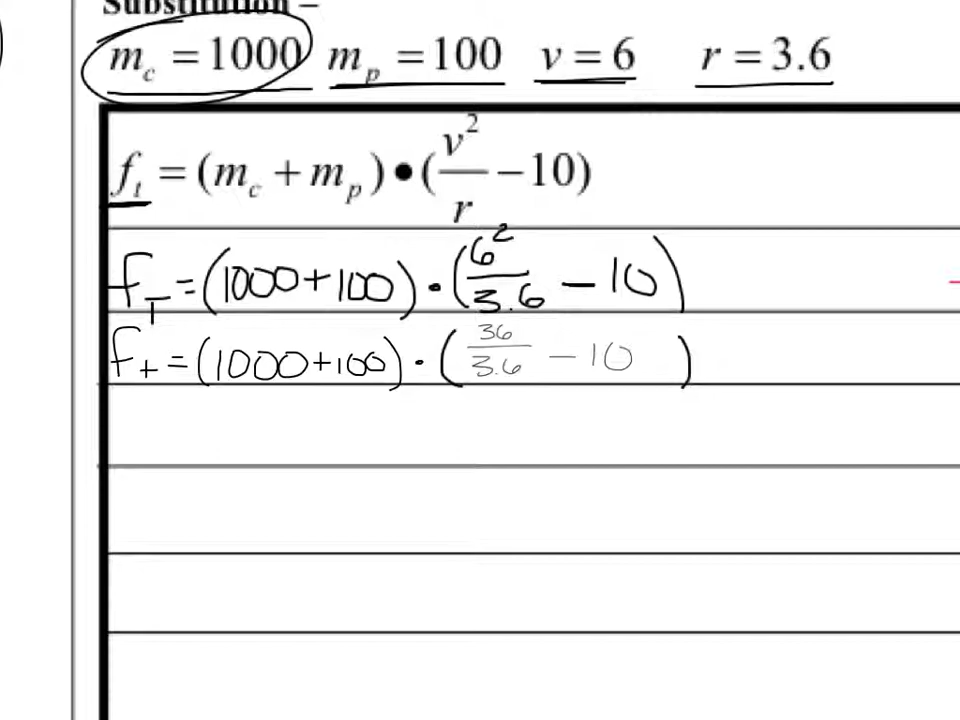 Substitution –
m_c = 1000 m_p = 100 v = 6 r = 3.6
f_t = (m_c + m_p) • (v²/r − 10)
f_T = (1000+100) · (6²/3.6 − 10)
f_t = (1000+100) · (36/3.6 − 10)